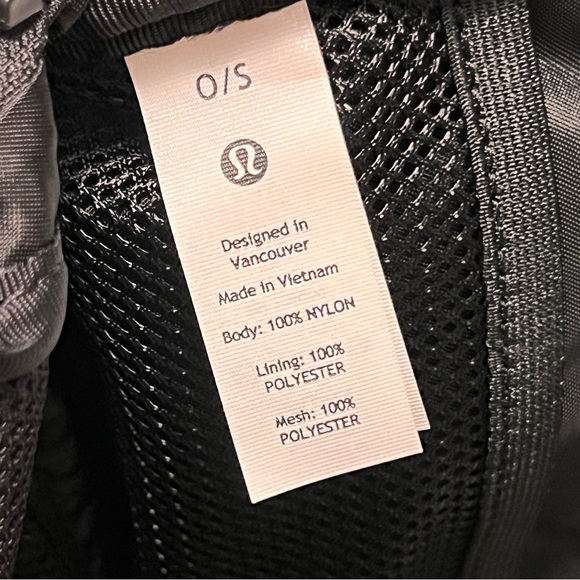 O/S
Designed in
Vancouver
Made in Vietnam
Body: 100% NYLON
Lining: 100%
POLYESTER
Mesh: 100%
POLYESTER